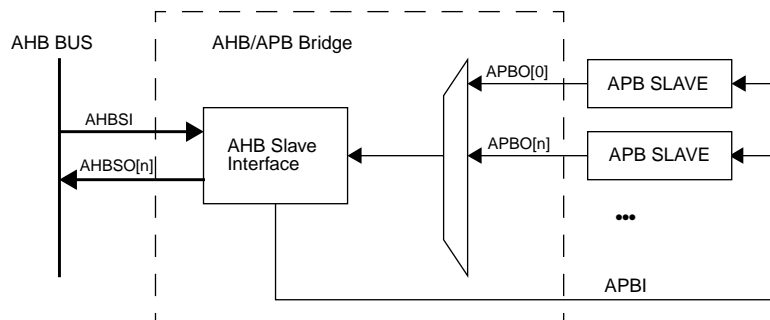 AHB BUS
AHB/APB Bridge
APBO[0]
APB SLAVE
AHBSI
AHB Slave
Interface
APBO[n]
APB SLAVE
AHBSO[n]
•••
APBI